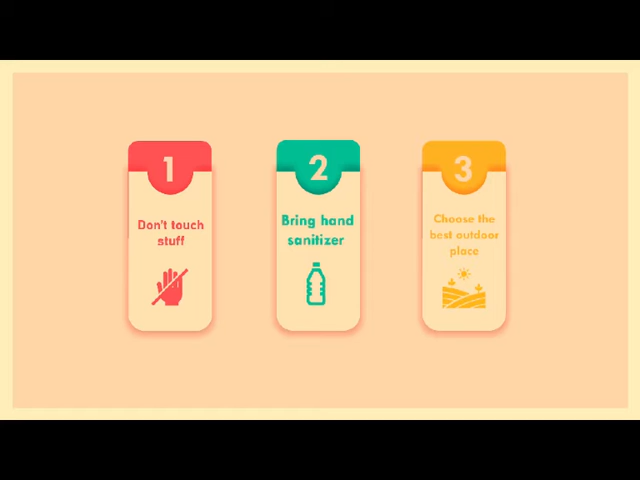 1
Don't touch
stuff
2
Bring hand
sanitizer
3
Choose the
best outdoor
place